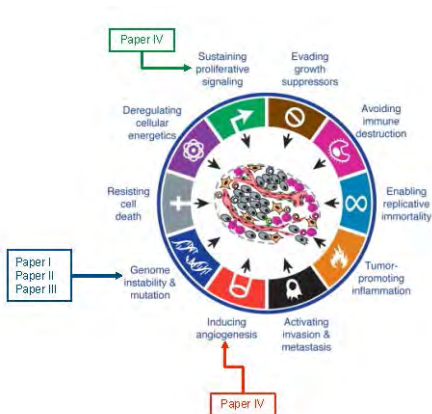 Paper IV
Sustaining
proliferative
signaling
Evading
growth
suppressors
Deregulating
cellular
energetics
Avoiding
immune
destruction
Resisting
cell
death
Enabling
replicative
immortality
Paper I
Paper II
Paper III
Genome
instability &
mutation
Tumor-
promoting
inflammation
Inducing
angiogenesis
Activating
invasion &
metastasis
Paper IV